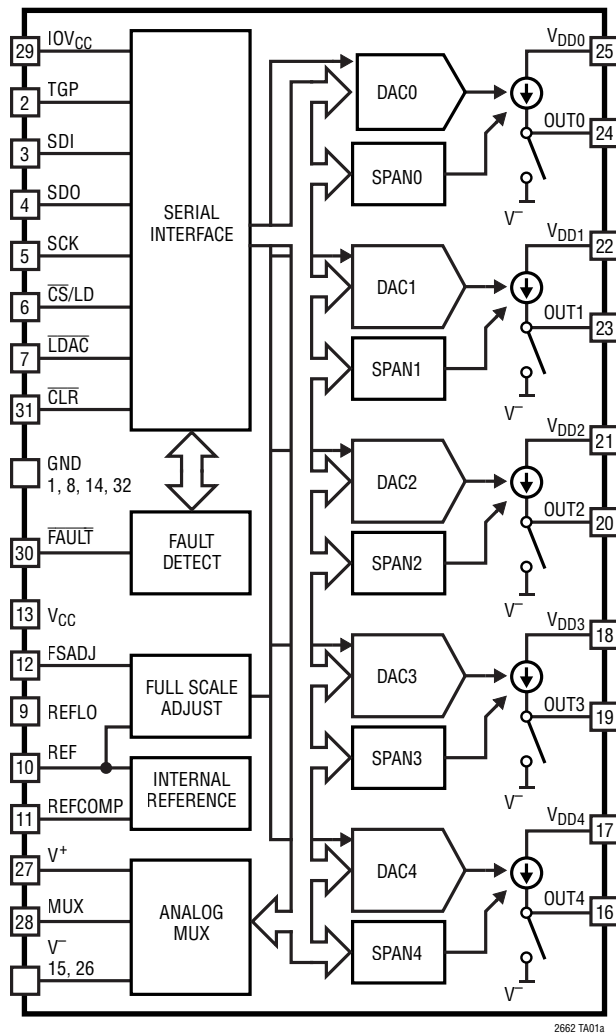 29 IOVCC
2 TGP
3 SDI
4 SDO
5 SCK
6 CS/LD
7 LDAC
31 CLR
SERIAL
INTERFACE
GND
1, 8, 14, 32
30 FAULT
FAULT
DETECT
13 VCC
12 FSADJ
9 REFLO
10 REF
11 REFCOMP
FULL SCALE
ADJUST
INTERNAL
REFERENCE
27 V+
28 MUX
V–
15, 26
ANALOG
MUX
DAC0
SPAN0
VDD0 25
OUT0 24
V–
DAC1
SPAN1
VDD1 22
OUT1 23
V–
DAC2
SPAN2
VDD2 21
OUT2 20
V–
DAC3
SPAN3
VDD3 18
OUT3 19
V–
DAC4
SPAN4
VDD4 17
OUT4 16
V–
2662 TA01a